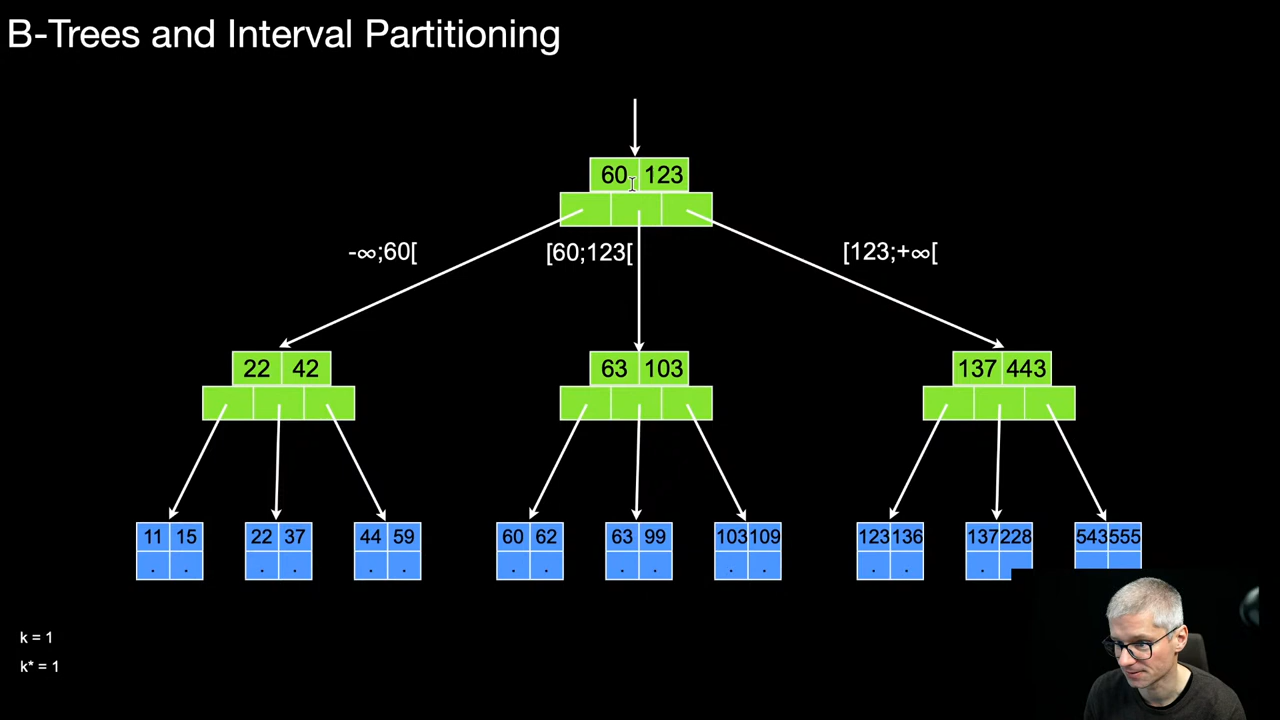 B-Trees and Interval Partitioning
60 123
-∞;60[ [60;123[ [123;+∞[
22 42 63 103 137 443
11 15 22 37 44 59 60 62 63 99 103 109 123 136 137 228 543 555
. . . . . . . . . . . . . . .
k = 1
k* = 1